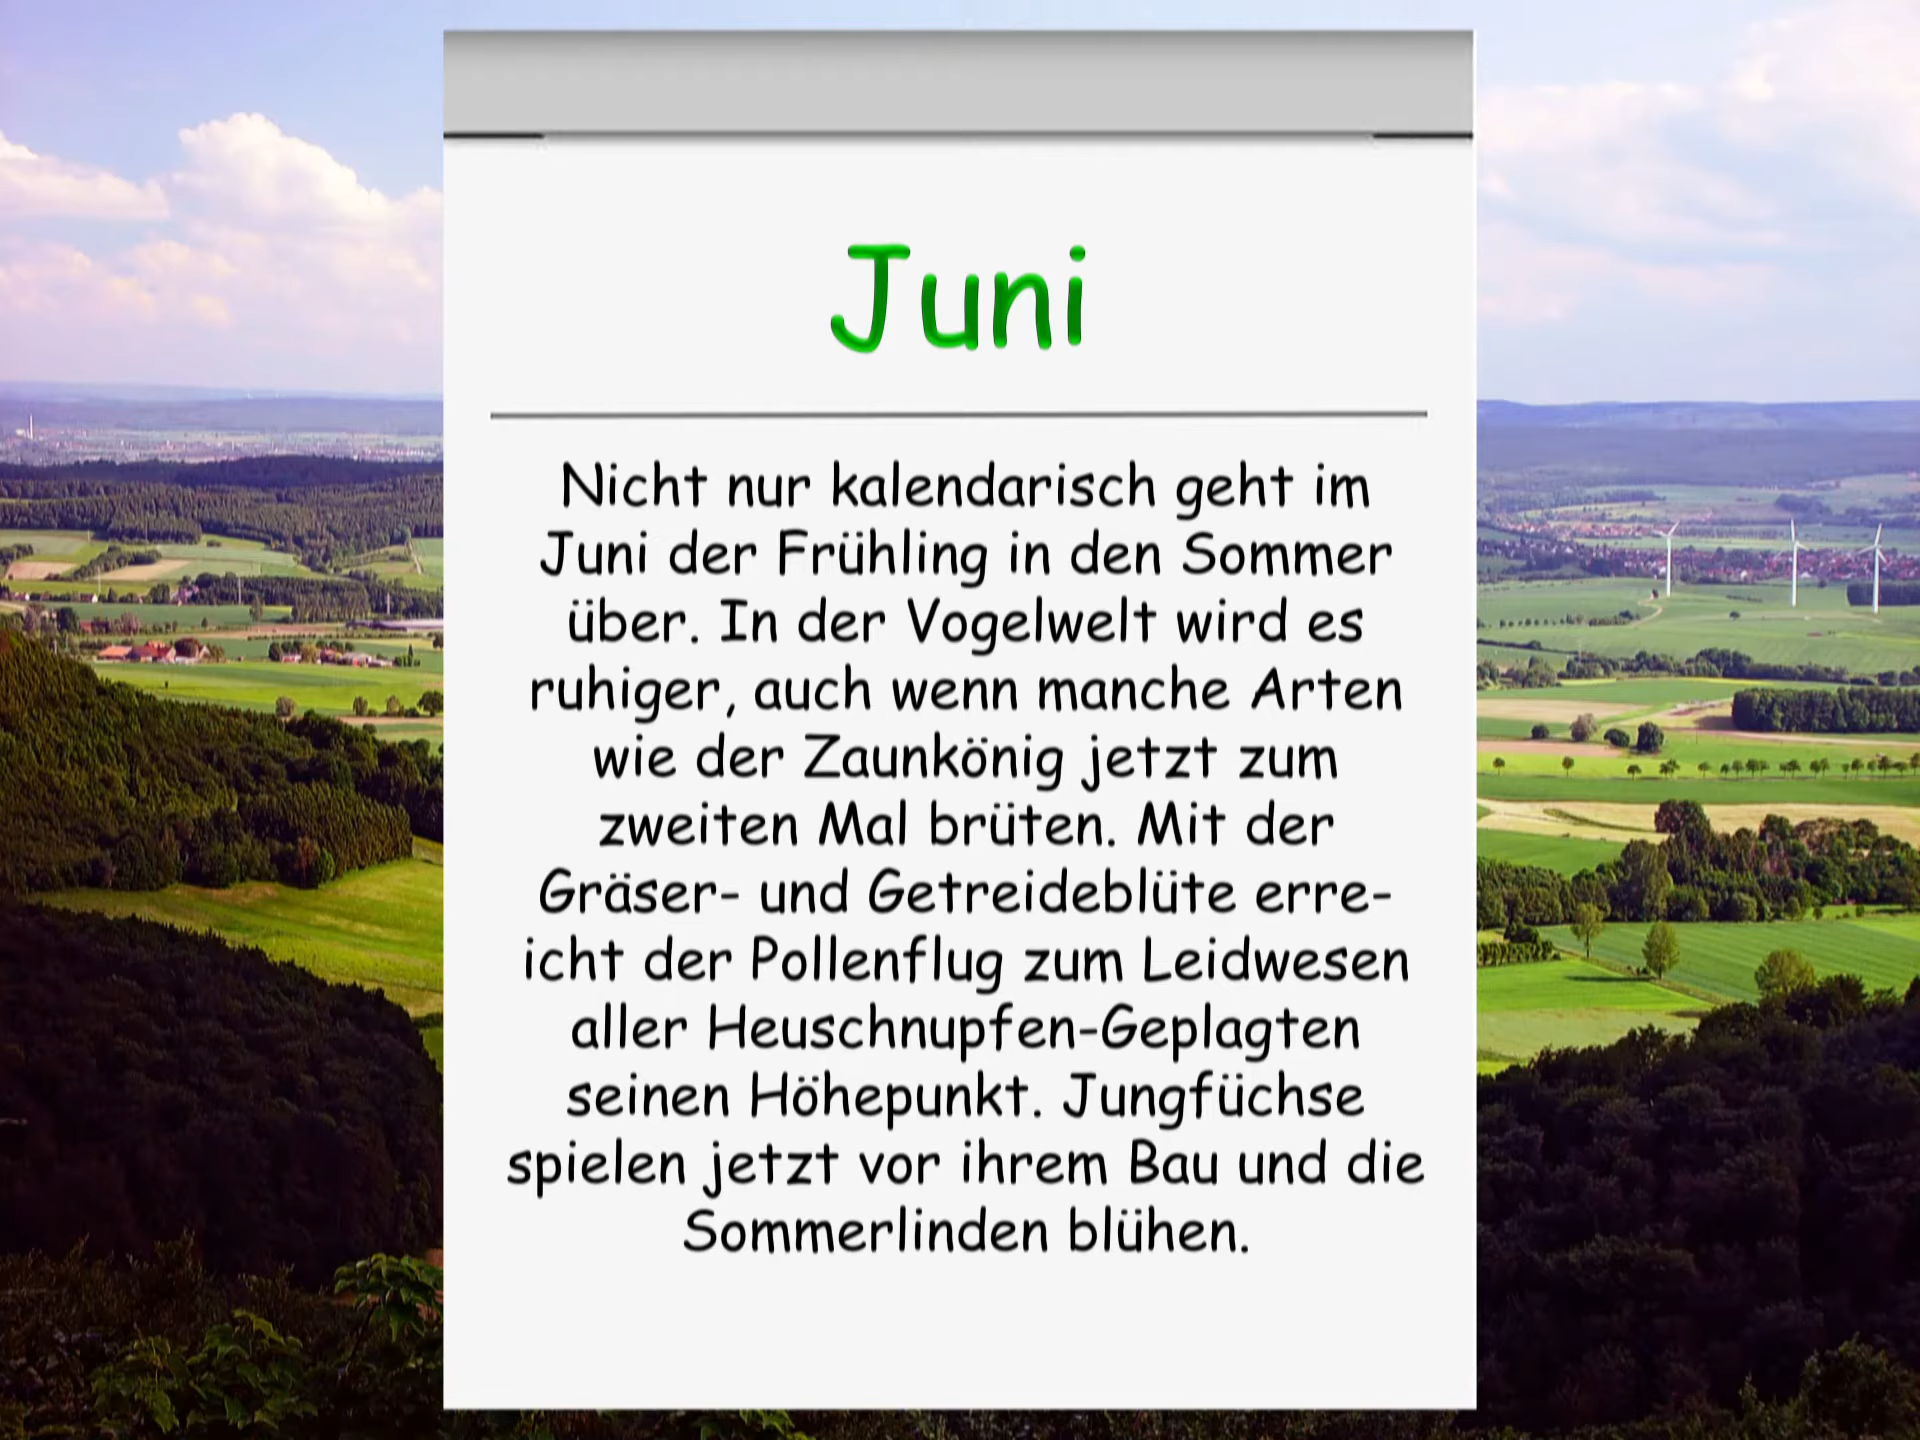 Juni
Nicht nur kalendarisch geht im
Juni der Frühling in den Sommer
über. In der Vogelwelt wird es
ruhiger, auch wenn manche Arten
wie der Zaunkönig jetzt zum
zweiten Mal brüten. Mit der
Gräser- und Getreideblüte erre-
icht der Pollenflug zum Leidwesen
aller Heuschnupfen-Geplagten
seinen Höhepunkt. Jungfüchse
spielen jetzt vor ihrem Bau und die
Sommerlinden blühen.